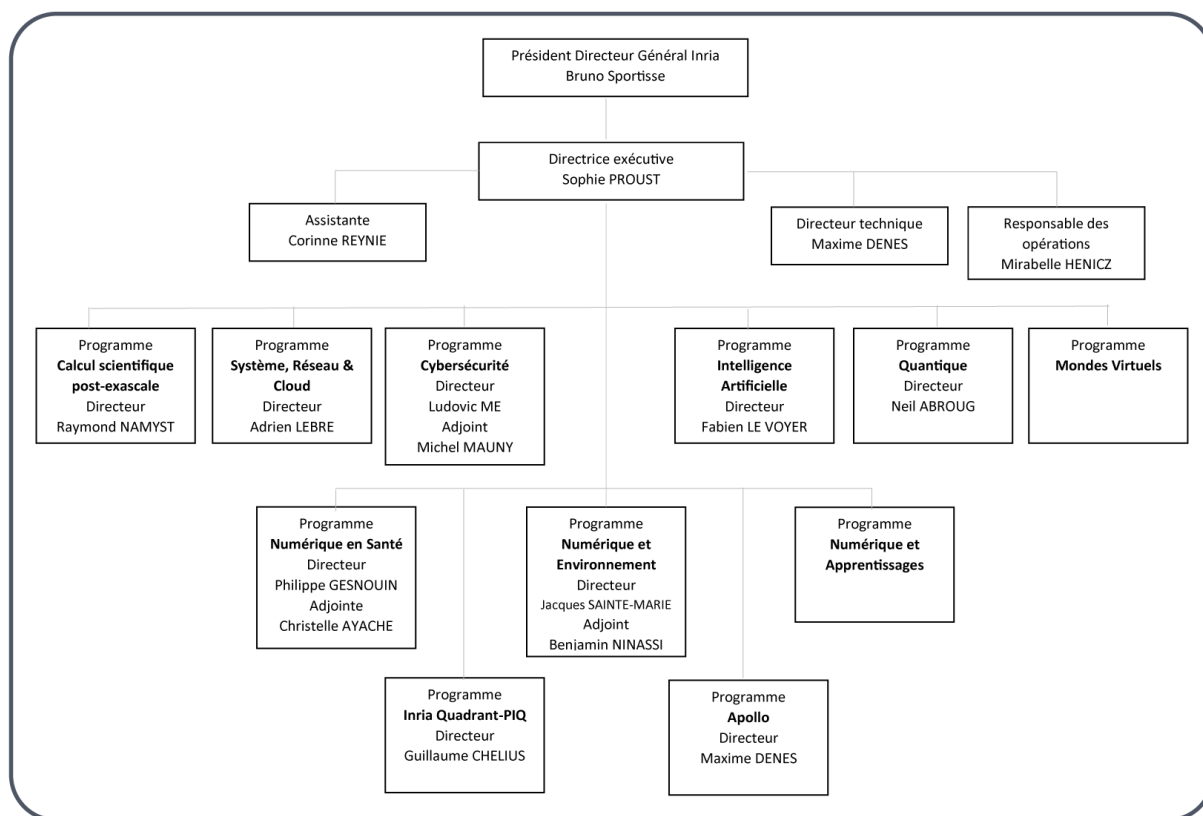 Président Directeur Général Inria
Bruno Sportisse
Directrice exécutive
Sophie PROUST
Assistante
Corinne REYNIE
Directeur technique
Maxime DENES
Responsable des
opérations
Mirabelle HENICZ
Programme
Calcul scientifique
post-exascale
Directeur
Raymond NAMYST
Programme
Système, Réseau &
Cloud
Directeur
Adrien LEBRE
Programme
Cybersécurité
Directeur
Ludovic ME
Adjoint
Michel MAUNY
Programme
Intelligence
Artificielle
Directeur
Fabien LE VOYER
Programme
Quantique
Directeur
Neil ABROUG
Programme
Mondes Virtuels
Programme
Numérique en Santé
Directeur
Philippe GESNOUIN
Adjointe
Christelle AYACHE
Programme
Numérique et
Environnement
Directeur
Jacques SAINTE-MARIE
Adjoint
Benjamin NINASSI
Programme
Numérique et
Apprentissages
Programme
Inria Quadrant-PIQ
Directeur
Guillaume CHELIUS
Programme
Apollo
Directeur
Maxime DENES